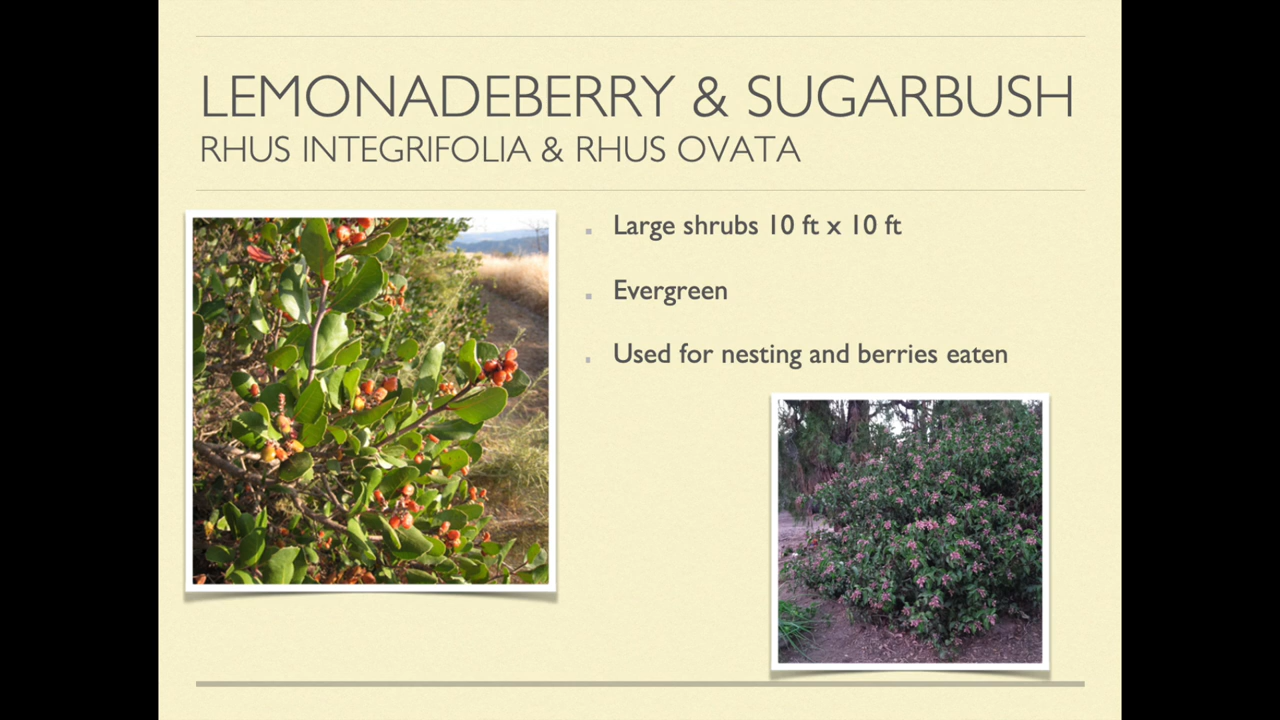 LEMONADEBERRY & SUGARBUSH
RHUS INTEGRIFOLIA & RHUS OVATA
Large shrubs 10 ft x 10 ft
Evergreen
Used for nesting and berries eaten